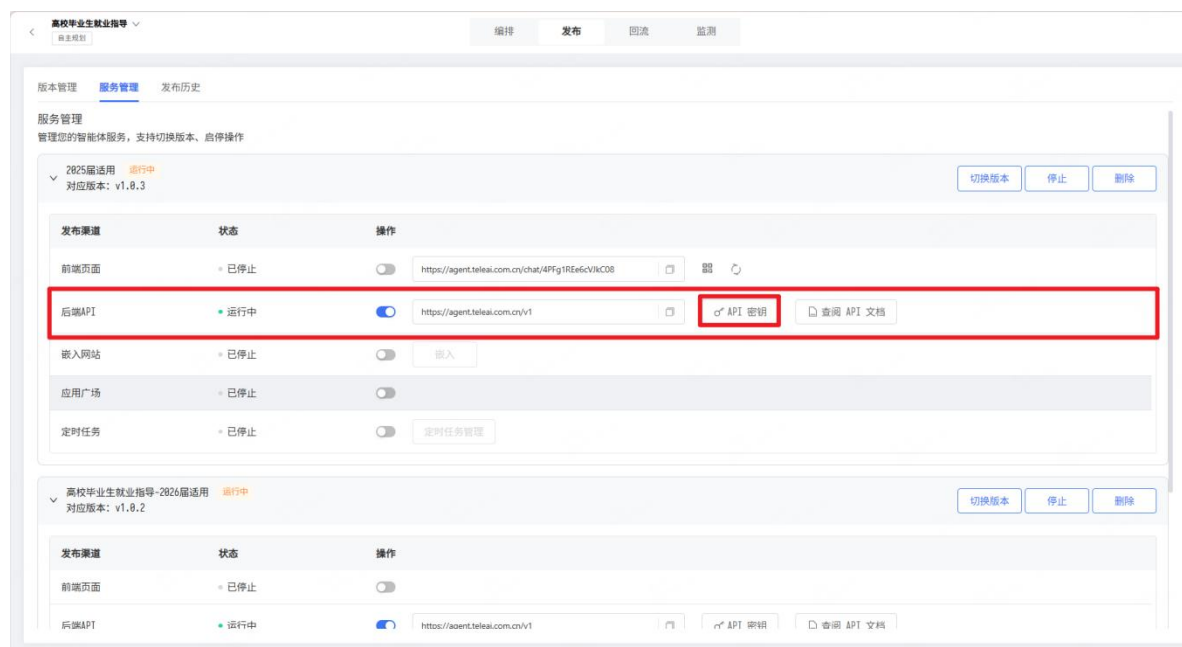 高校毕业生就业指导
自主规划
编排 发布 回流 监测
版本管理 服务管理 发布历史
服务管理
管理您的智能体服务，支持切换版本、启停操作
2025届适用 运行中
对应版本：v1.0.3
切换版本 停止 删除
发布渠道 状态 操作
前端页面 已停止 https://agent.teleai.com.cn/chat/4PFg1REe6cVJkC08
后端API 运行中 https://agent.teleai.com.cn/v1 API 密钥 查阅 API 文档
嵌入网站 已停止 嵌入
应用广场 已停止
定时任务 已停止 定时任务管理
高校毕业生就业指导-2026届适用 运行中
对应版本：v1.0.2
切换版本 停止 删除
发布渠道 状态 操作
前端页面 已停止
后端API 运行中 https://agent.teleai.com.cn/v1 API 密钥 查阅 API 文档